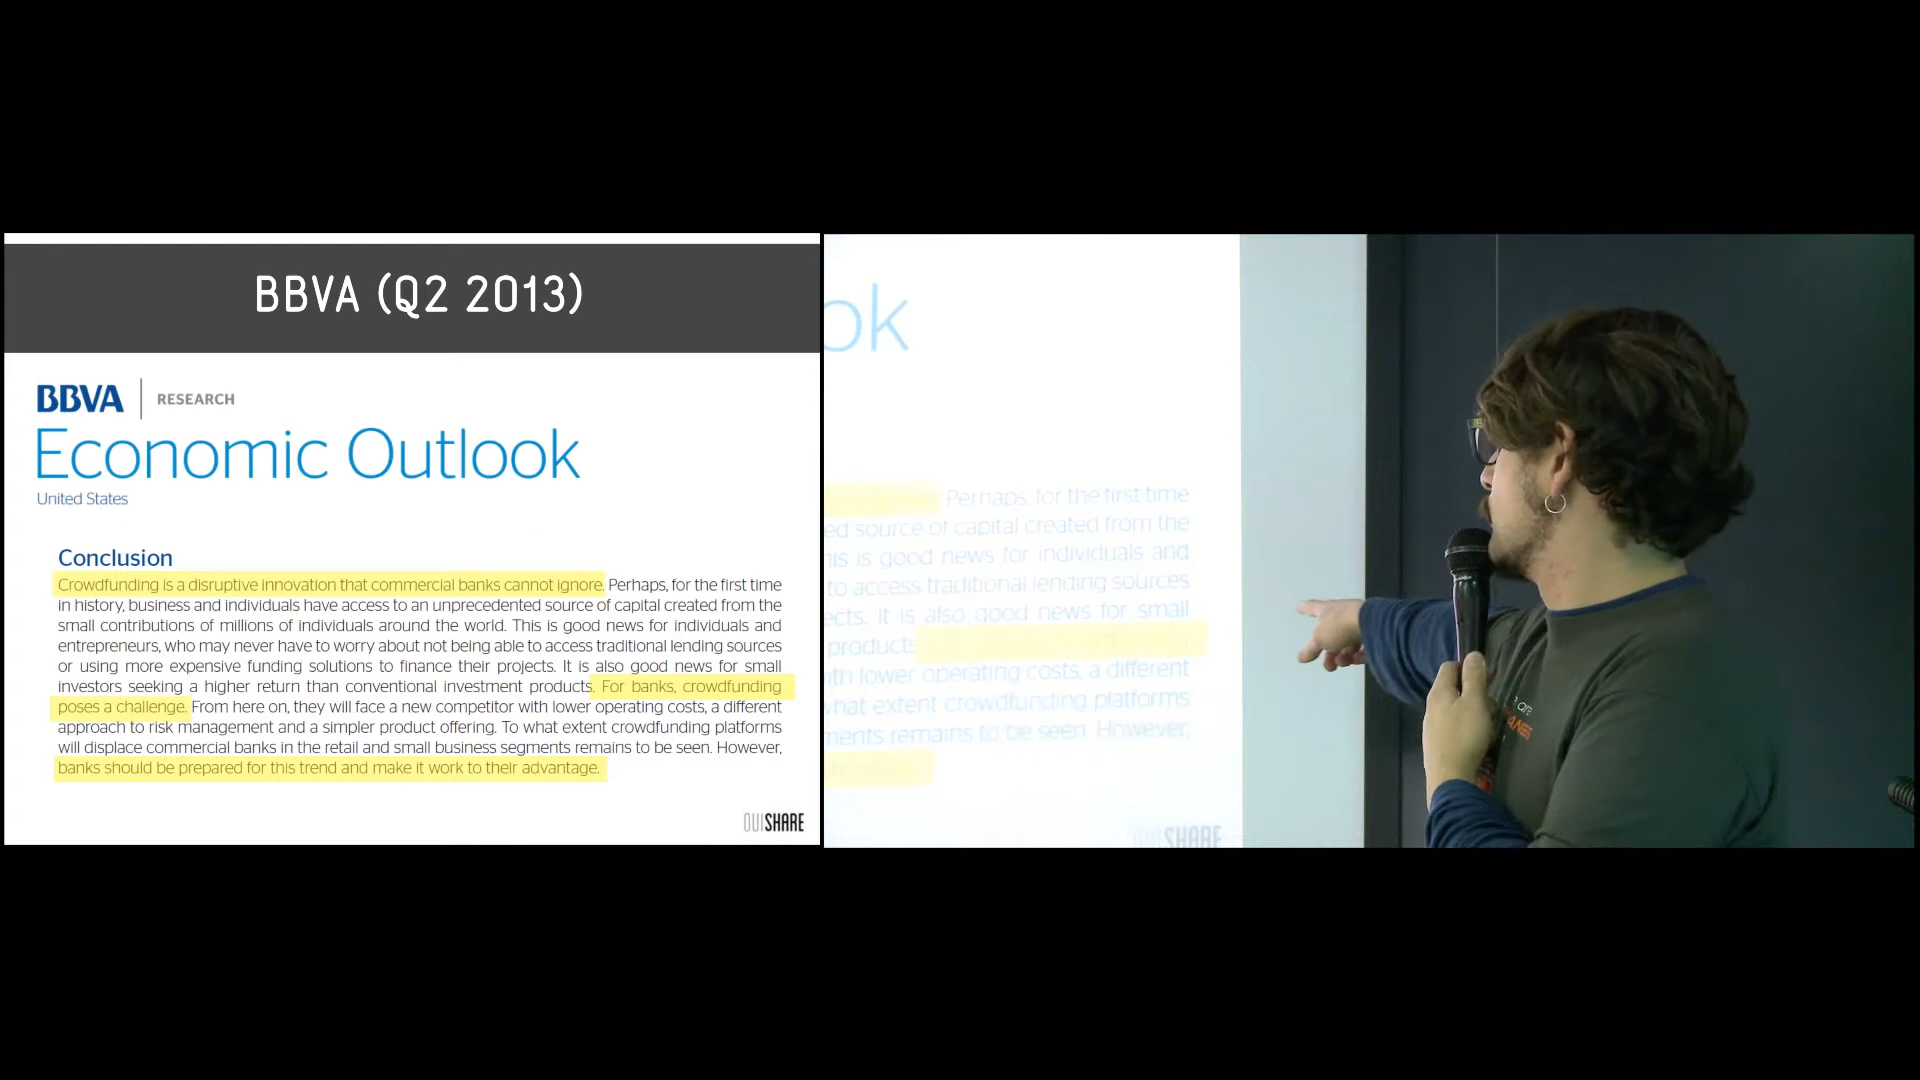 BBVA (Q2 2013)
BBVA | RESEARCH
Economic Outlook
United States
Conclusion
Crowdfunding is a disruptive innovation that commercial banks cannot ignore. Perhaps, for the first time
in history, business and individuals have access to an unprecedented source of capital created from the
small contributions of millions of individuals around the world. This is good news for individuals and
entrepreneurs, who may never have to worry about not being able to access traditional lending sources
or using more expensive funding solutions to finance their projects. It is also good news for small
investors seeking a higher return than conventional investment products. For banks, crowdfunding
poses a challenge. From here on, they will face a new competitor with lower operating costs, a different
approach to risk management and a simpler product offering. To what extent crowdfunding platforms
will displace commercial banks in the retail and small business segments remains to be seen. However,
banks should be prepared for this trend and make it work to their advantage.
OUISHARE
ok
Perhaps, for the first time
ed source of capital created from the
his is good news for individuals and
to access traditional lending sources
ects. It is also good news for small
products
ith lower operating costs, a different
what extent crowdfunding platforms
ments remains to be seen. However,
OUISHARE